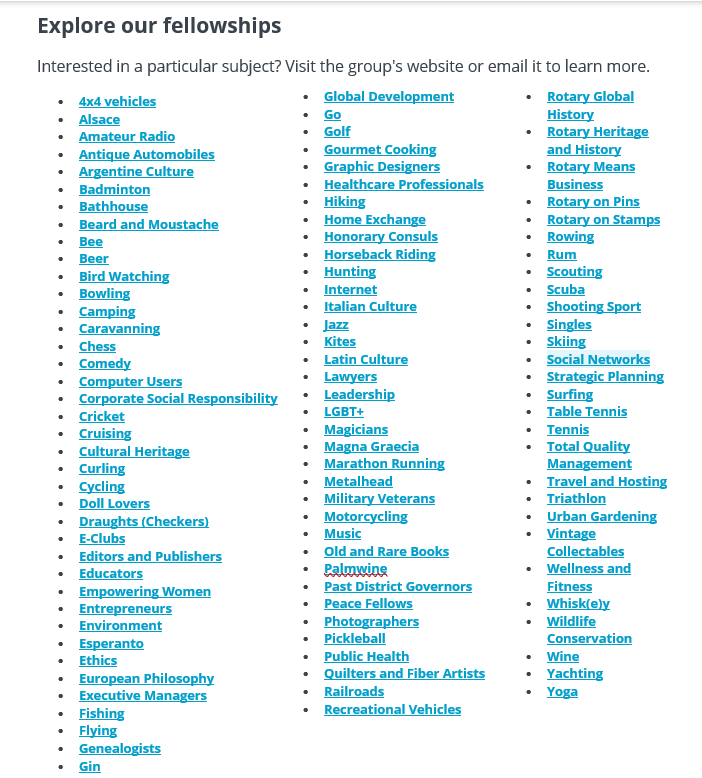 Explore our fellowships
Interested in a particular subject? Visit the group's website or email it to learn more.
4x4 vehicles
Alsace
Amateur Radio
Antique Automobiles
Argentine Culture
Badminton
Bathhouse
Beard and Moustache
Bee
Beer
Bird Watching
Bowling
Camping
Caravanning
Chess
Comedy
Computer Users
Corporate Social Responsibility
Cricket
Cruising
Cultural Heritage
Curling
Cycling
Doll Lovers
Draughts (Checkers)
E-Clubs
Editors and Publishers
Educators
Empowering Women
Entrepreneurs
Environment
Esperanto
Ethics
European Philosophy
Executive Managers
Fishing
Flying
Genealogists
Gin
Global Development
Go
Golf
Gourmet Cooking
Graphic Designers
Healthcare Professionals
Hiking
Home Exchange
Honorary Consuls
Horseback Riding
Hunting
Internet
Italian Culture
Jazz
Kites
Latin Culture
Lawyers
Leadership
LGBT+
Magicians
Magna Graecia
Marathon Running
Metalhead
Military Veterans
Motorcycling
Music
Old and Rare Books
Palmwine
Past District Governors
Peace Fellows
Photographers
Pickleball
Public Health
Quilters and Fiber Artists
Railroads
Recreational Vehicles
Rotary Global
History
Rotary Heritage
and History
Rotary Means
Business
Rotary on Pins
Rotary on Stamps
Rowing
Rum
Scouting
Scuba
Shooting Sport
Singles
Skiing
Social Networks
Strategic Planning
Surfing
Table Tennis
Tennis
Total Quality
Management
Travel and Hosting
Triathlon
Urban Gardening
Vintage
Collectables
Wellness and
Fitness
Whisk(e)y
Wildlife
Conservation
Wine
Yachting
Yoga